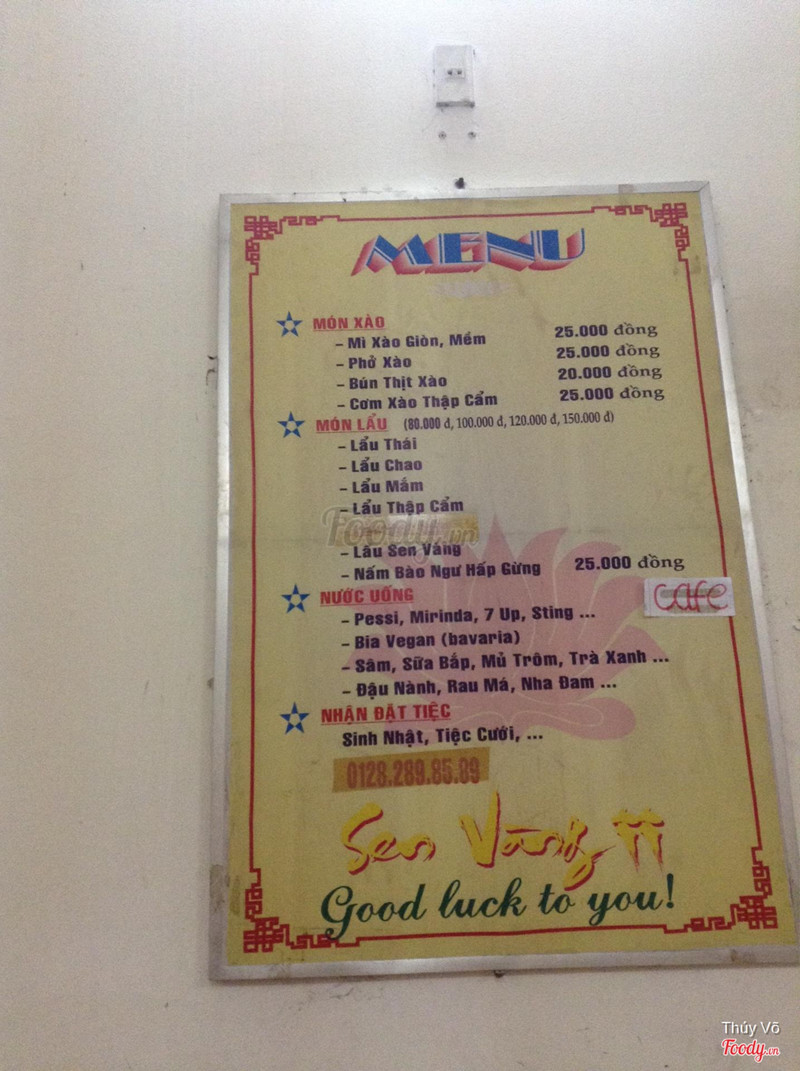 MENU
MÓN XÀO
- Mì Xào Giòn, Mềm 25.000 đồng
- Phở Xào 25.000 đồng
- Bún Thịt Xào 20.000 đồng
- Cơm Xào Thập Cẩm 25.000 đồng
MÓN LẨU (80.000 đ, 100.000 đ, 120.000 đ, 150.000 đ)
- Lẩu Thái
- Lẩu Chao
- Lẩu Mắm
- Lẩu Thập Cẩm
Foody.vn
- Lẩu Sen Vàng
- Nấm Bào Ngư Hấp Gừng 25.000 đồng
NƯỚC UỐNG cafe
- Pessi, Mirinda, 7 Up, Sting ...
- Bia Vegan (bavaria)
- Sâm, Sữa Bắp, Mủ Trôm, Trà Xanh ...
- Đậu Nành, Rau Má, Nha Đam ...
NHẬN ĐẶT TIỆC
Sinh Nhật, Tiệc Cưới, ...
0128.289.85.89
Sen Vàng II
Good luck to you!
Thúy Võ
Foody.vn